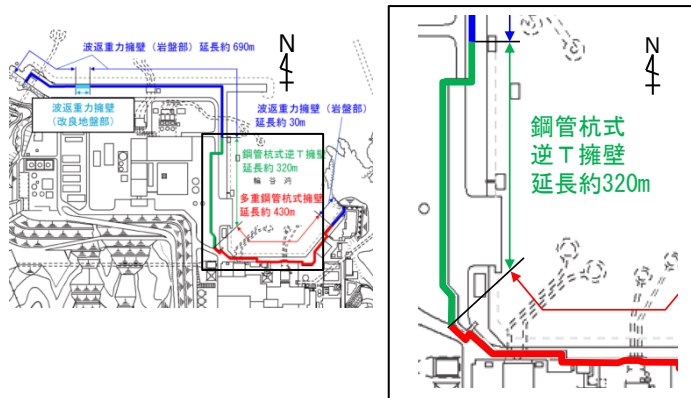 波返重力擁壁（岩盤部）延長約690m
N
波返重力擁壁
（改良地盤部）
波返重力擁壁（岩盤部）
延長約30m
鋼管杭式逆Ｔ擁壁
延長約320m
輪谷湾
多重鋼管杭式擁壁
延長約430m
N
鋼管杭式
逆Ｔ擁壁
延長約320m